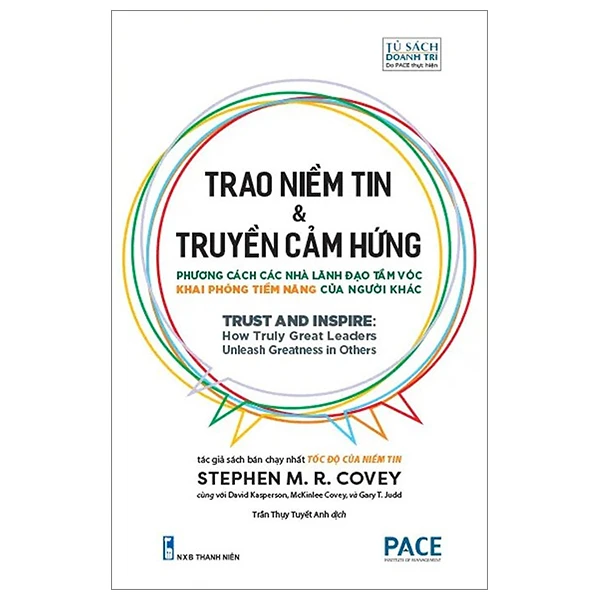 TỦ SÁCH
DOANH TRÍ
Do PACE thực hiện
TRAO NIỀM TIN
&
TRUYỀN CẢM HỨNG
PHƯƠNG CÁCH CÁC NHÀ LÃNH ĐẠO TẦM VÓC
KHAI PHÓNG TIỀM NĂNG CỦA NGƯỜI KHÁC
TRUST AND INSPIRE:
How Truly Great Leaders
Unleash Greatness in Others
tác giả sách bán chạy nhất TỐC ĐỘ CỦA NIỀM TIN
STEPHEN M. R. COVEY
cùng với David Kasperson, McKinlee Covey, và Gary T. Judd
Trần Thụy Tuyết Anh dịch
NXB THANH NIÊN
PACE
INSTITUTE OF MANAGEMENT